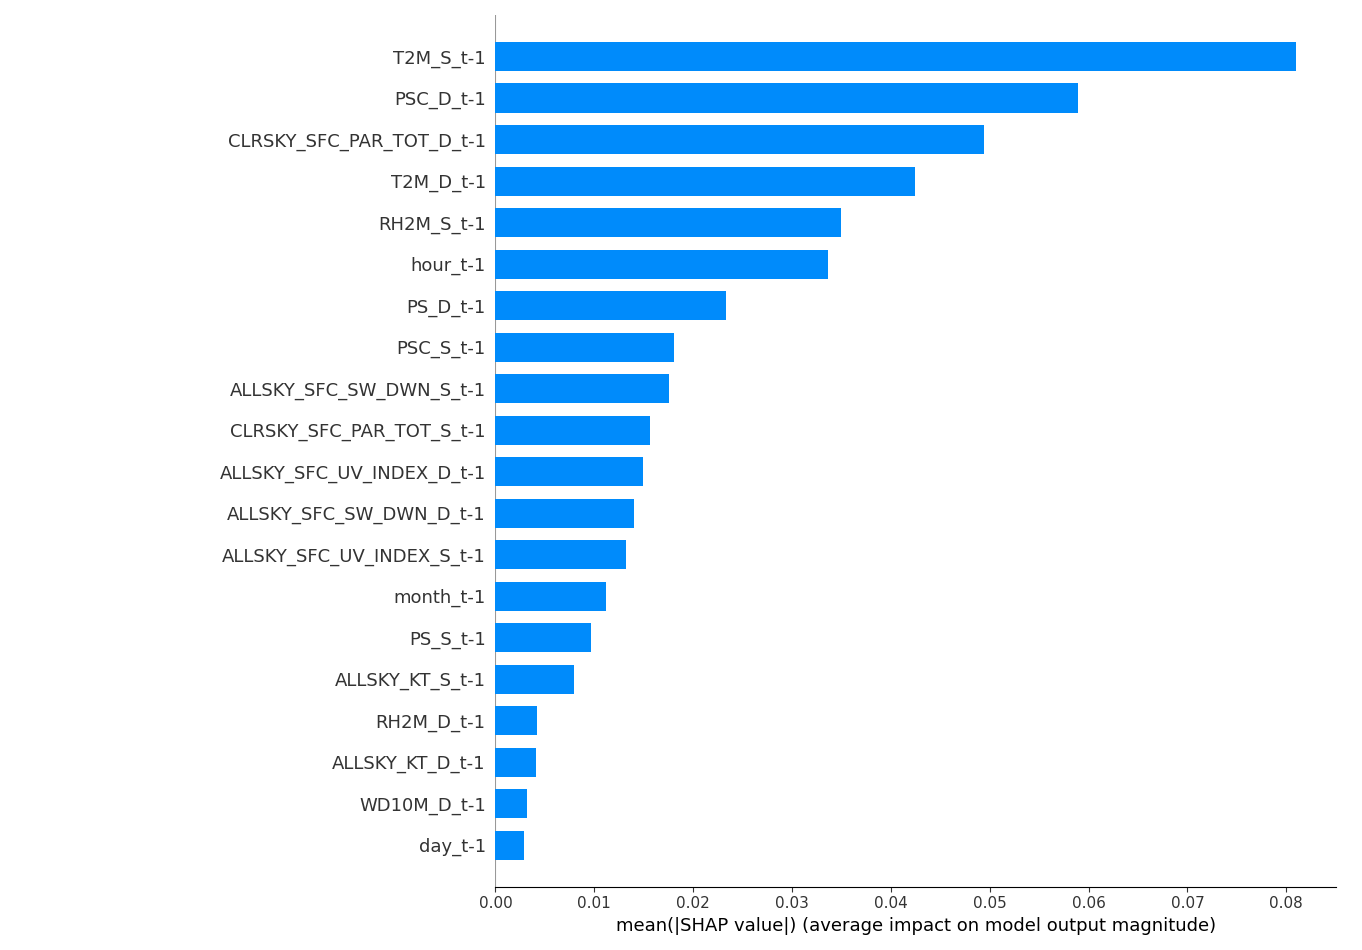 T2M_S_t-1
PSC_D_t-1
CLRSKY_SFC_PAR_TOT_D_t-1
T2M_D_t-1
RH2M_S_t-1
hour_t-1
PS_D_t-1
PSC_S_t-1
ALLSKY_SFC_SW_DWN_S_t-1
CLRSKY_SFC_PAR_TOT_S_t-1
ALLSKY_SFC_UV_INDEX_D_t-1
ALLSKY_SFC_SW_DWN_D_t-1
ALLSKY_SFC_UV_INDEX_S_t-1
month_t-1
PS_S_t-1
ALLSKY_KT_S_t-1
RH2M_D_t-1
ALLSKY_KT_D_t-1
WD10M_D_t-1
day_t-1
0.00 0.01 0.02 0.03 0.04 0.05 0.06 0.07 0.08
mean(|SHAP value|) (average impact on model output magnitude)